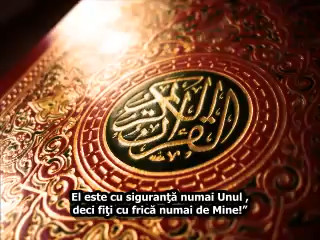 القرآن الكريم
El este cu siguranţă numai Unul ,
deci fiţi cu frică numai de Mine!”